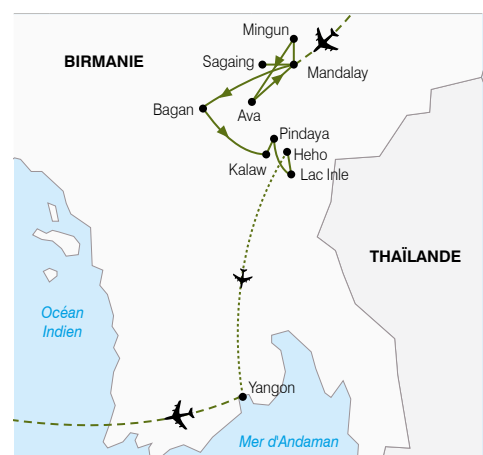 Mingun
BIRMANIE
Sagaing
Mandalay
Bagan
Ava
Pindaya
Heho
Kalaw
Lac Inle
THAÏLANDE
Océan
Indien
Yangon
Mer d'Andaman